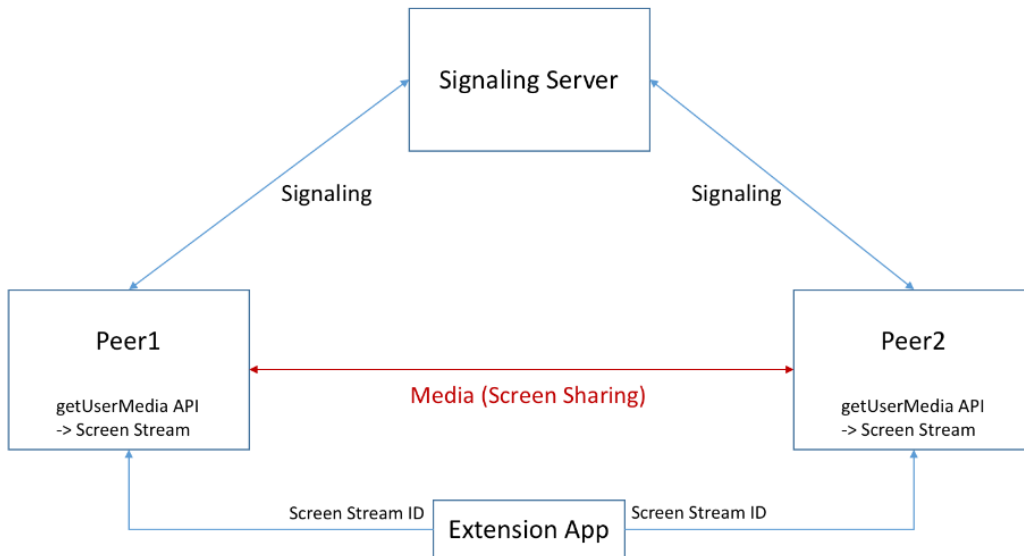 Signaling Server
Signaling
Signaling
Peer1
Peer2
Media (Screen Sharing)
getUserMedia API
-> Screen Stream
getUserMedia API
-> Screen Stream
Screen Stream ID
Extension App
Screen Stream ID